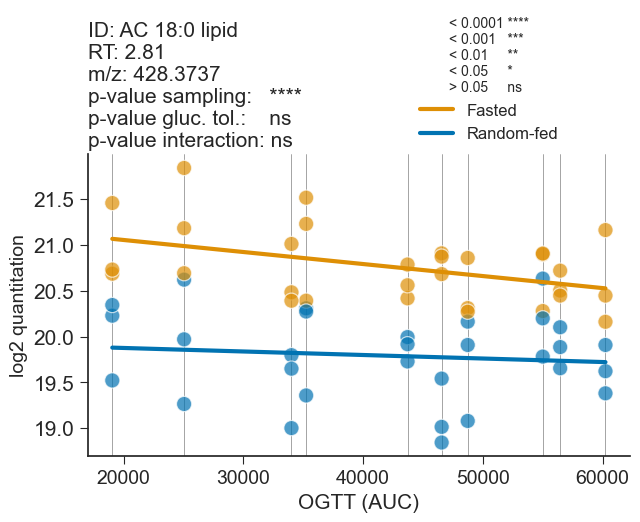 ID: AC 18:0 lipid
RT: 2.81
m/z: 428.3737
p-value sampling: ****
p-value gluc. tol.: ns
p-value interaction: ns
< 0.0001 ****
< 0.001 ***
< 0.01 **
< 0.05 *
> 0.05 ns
Fasted
Random-fed
log2 quantitation
21.5
21.0
20.5
20.0
19.5
19.0
20000 30000 40000 50000 60000
OGTT (AUC)